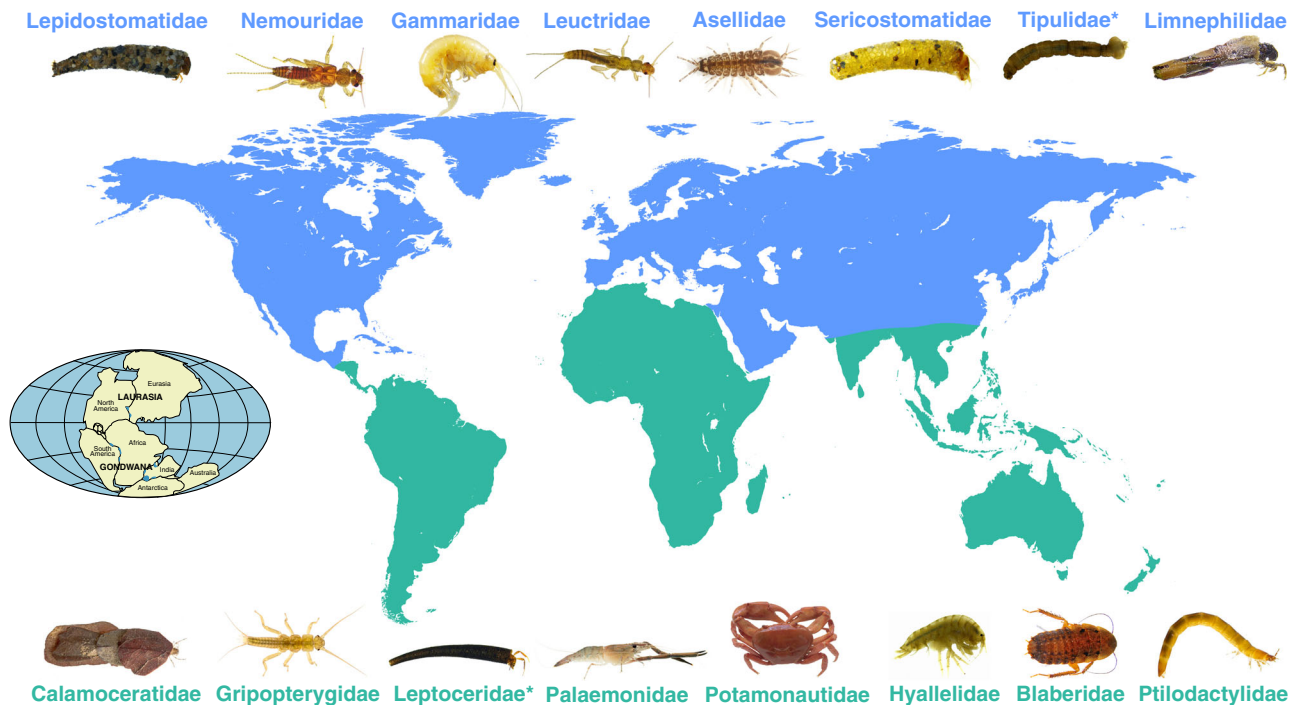 Lepidostomatidae Nemouridae Gammaridae Leuctridae Asellidae Sericostomatidae Tipulidae* Limnephilidae
Eurasia
LAURASIA
North
America
Africa
South
America
GONDWANA
India
Australia
Antarctica
Calamoceratidae Gripopterygidae Leptoceridae* Palaemonidae Potamonautidae Hyallelidae Blaberidae Ptilodactylidae